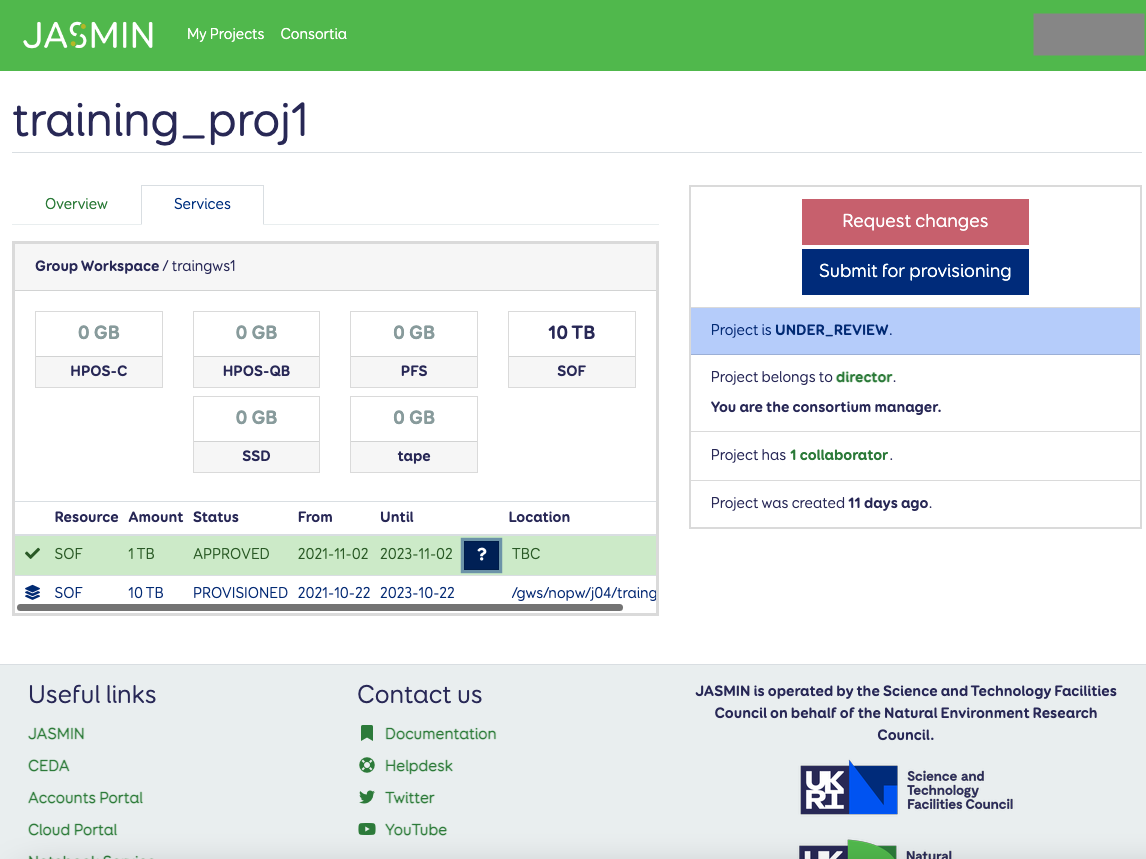 JASMIN My Projects Consortia
training_proj1
Overview Services
Group Workspace / traingws1
0 GB 0 GB 0 GB 10 TB
HPOS-C HPOS-QB PFS SOF
0 GB 0 GB
SSD tape
Resource Amount Status From Until Location
SOF 1 TB APPROVED 2021-11-02 2023-11-02 ? TBC
SOF 10 TB PROVISIONED 2021-10-22 2023-10-22 /gws/nopw/j04/traing
Request changes
Submit for provisioning
Project is UNDER_REVIEW.
Project belongs to director.
You are the consortium manager.
Project has 1 collaborator.
Project was created 11 days ago.
Useful links
JASMIN
CEDA
Accounts Portal
Cloud Portal
Notebook Service
Contact us
Documentation
Helpdesk
Twitter
YouTube
JASMIN is operated by the Science and Technology Facilities
Council on behalf of the Natural Environment Research
Council.
UK
RI
Science and
Technology
Facilities Council
UK
Natural